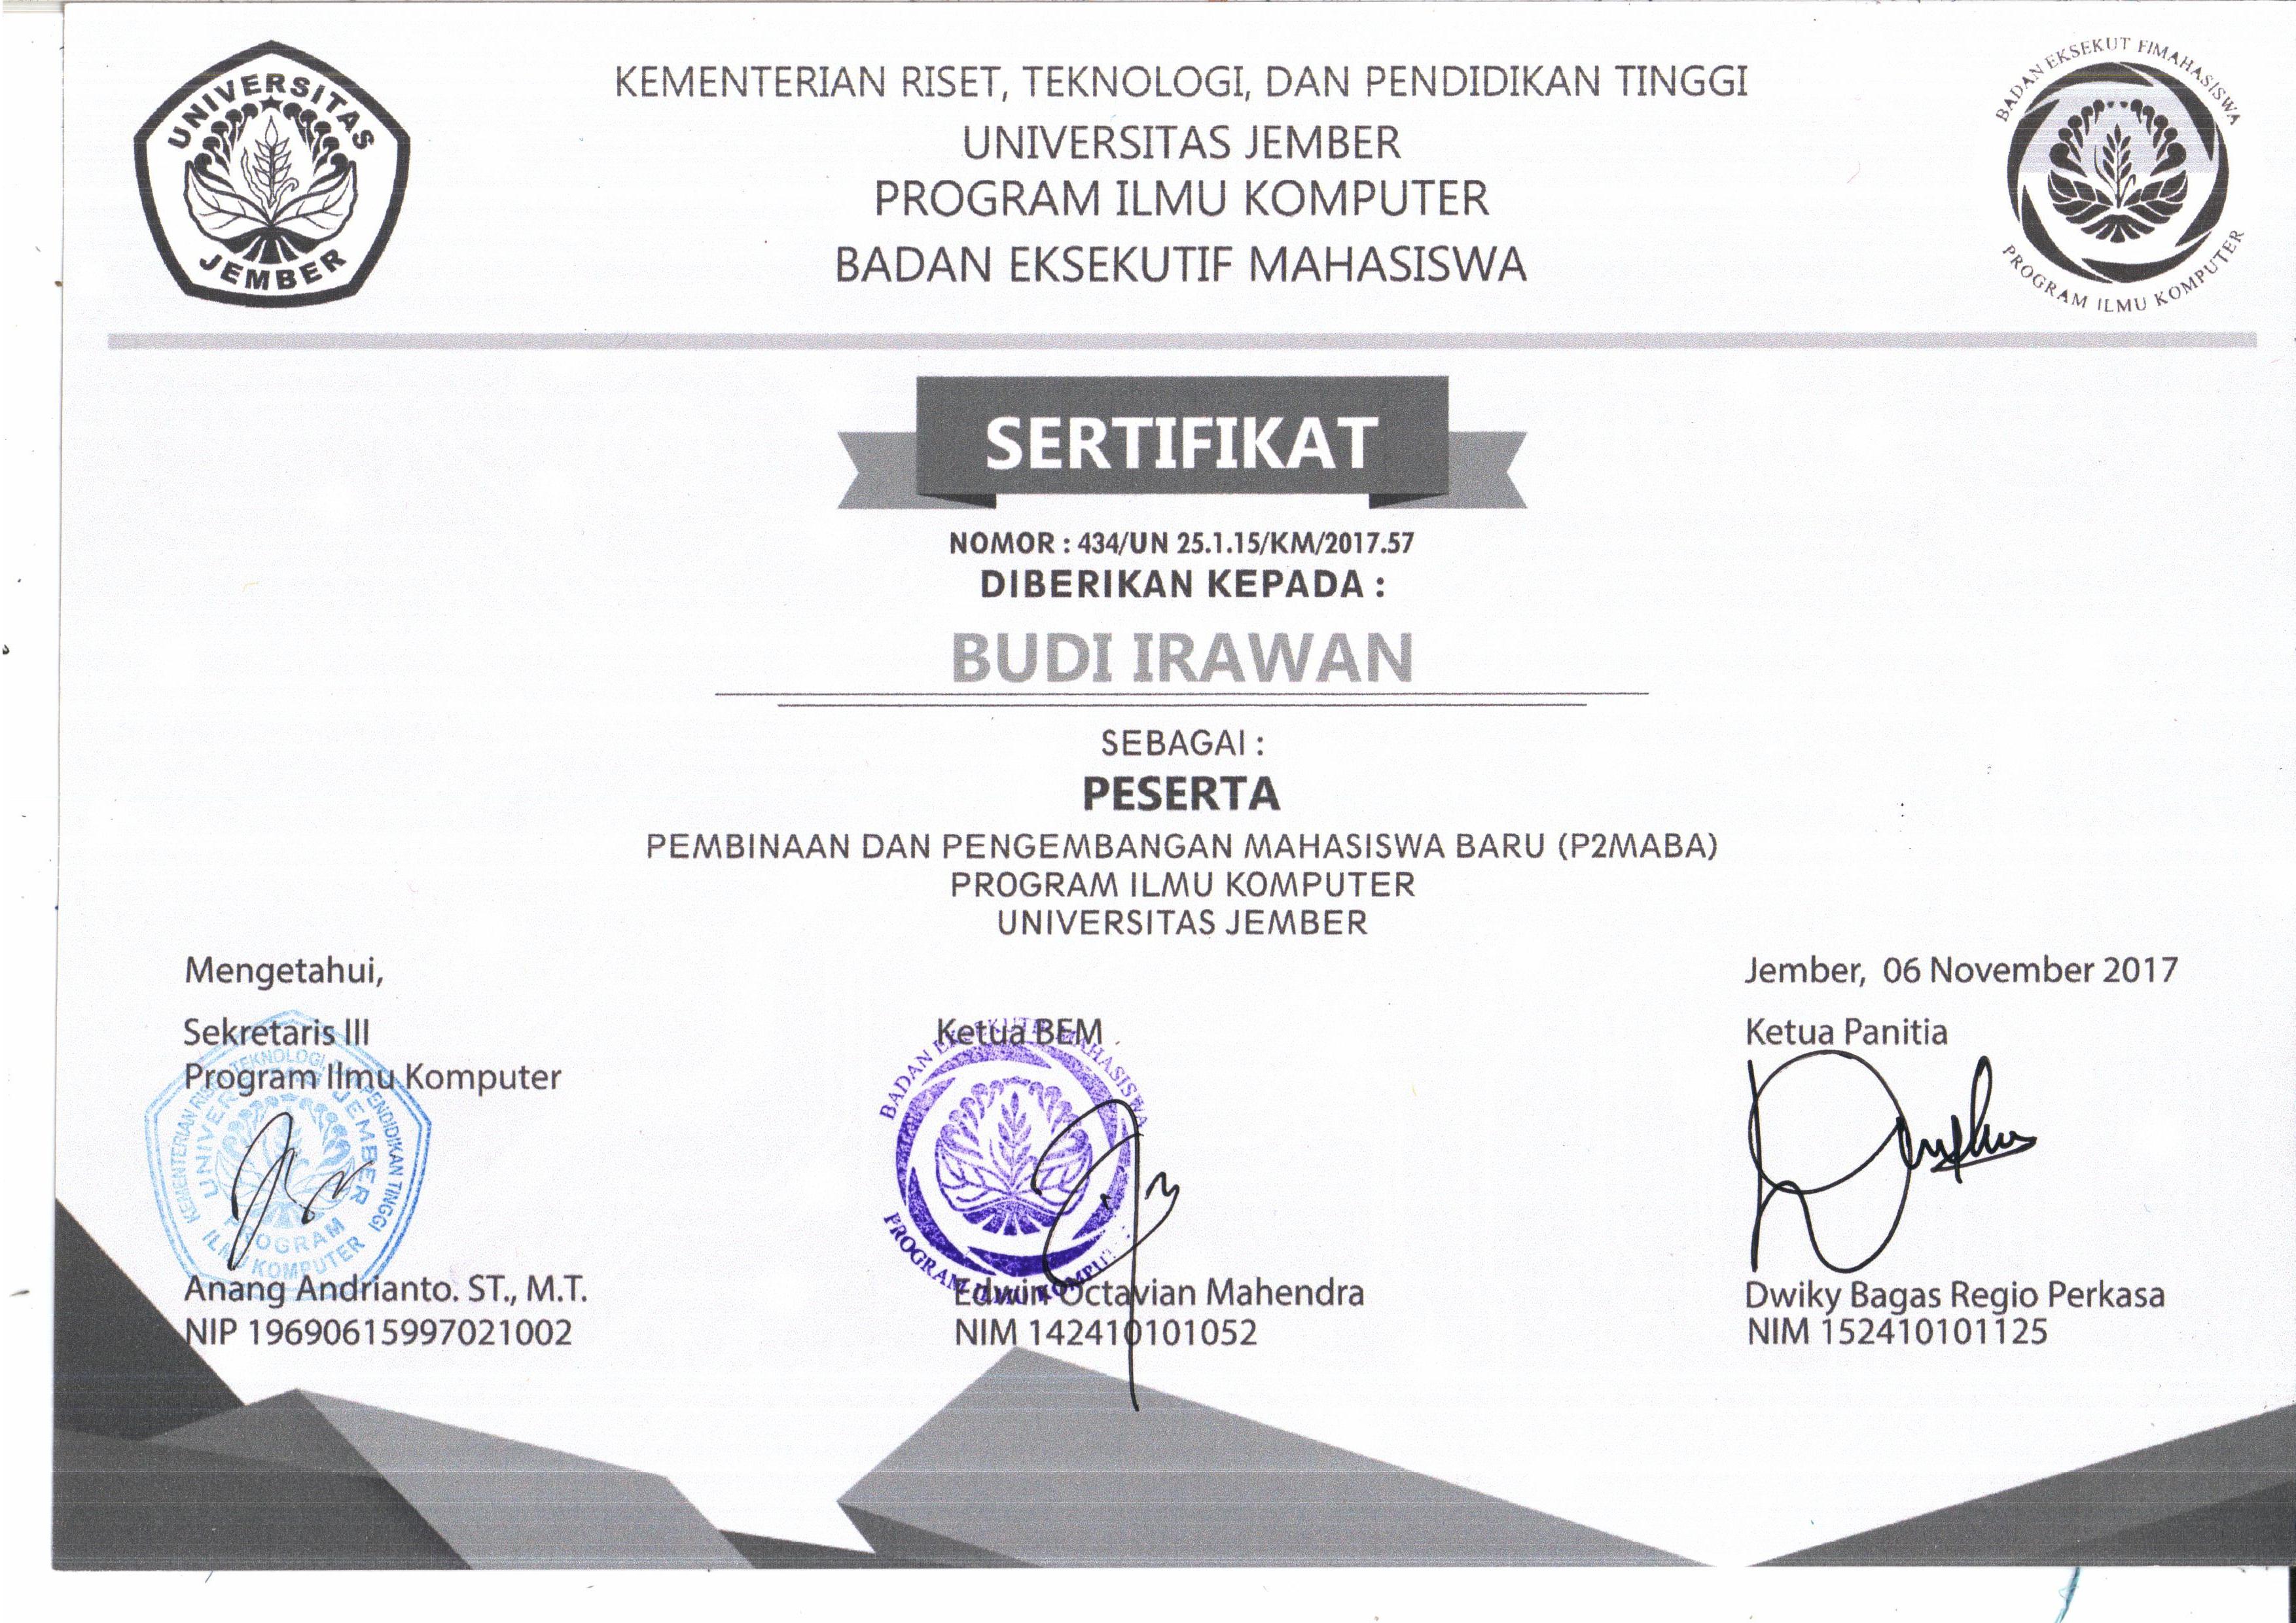 UNIVERSITAS
JEMBER
KEMENTERIAN RISET, TEKNOLOGI, DAN PENDIDIKAN TINGGI
UNIVERSITAS JEMBER
PROGRAM ILMU KOMPUTER
BADAN EKSEKUTIF MAHASISWA
BADAN EKSEKUT FIMAHASISWA
PROGRAM ILMU KOMPUTER
SERTIFIKAT
NOMOR : 434/UN 25.1.15/KM/2017.57
DIBERIKAN KEPADA :
BUDI IRAWAN
SEBAGAI :
PESERTA
PEMBINAAN DAN PENGEMBANGAN MAHASISWA BARU (P2MABA)
PROGRAM ILMU KOMPUTER
UNIVERSITAS JEMBER
Mengetahui,
Sekretaris III
Program Ilmu Komputer
KEMENTERIAN RISET, TEKNOLOGI, DAN PENDIDIKAN TINGGI
UNIVERSITAS JEMBER
PROGRAM
ILMU KOMPUTER
Anang Andrianto. ST., M.T.
NIP 19690615997021002
Ketua BEM
BADAN EKSEKUTIF MAHASISWA
PROGRAM ILMU KOMPUTER
Edwin Octavian Mahendra
NIM 142410101052
Jember, 06 November 2017
Ketua Panitia
Dwiky Bagas Regio Perkasa
NIM 152410101125